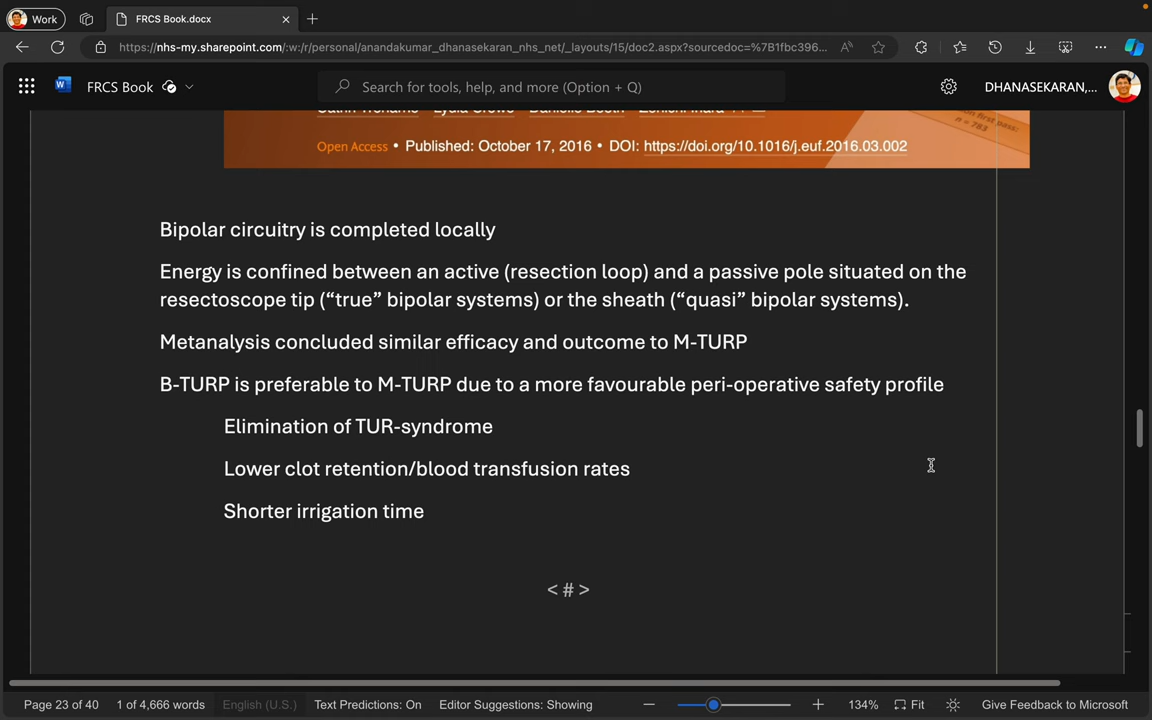 Work
FRCS Book.docx
https://nhs-my.sharepoint.com/:w:/r/personal/anandakumar_dhanasekaran_nhs_net/_layouts/15/doc2.aspx?sourcedoc=%7B1fbc396...
FRCS Book
Search for tools, help, and more (Option + Q)
DHANASEKARAN,...
on first pass:
n = 783
Open Access • Published: October 17, 2016 • DOI: https://doi.org/10.1016/j.euf.2016.03.002
Bipolar circuitry is completed locally
Energy is confined between an active (resection loop) and a passive pole situated on the
resectoscope tip (“true” bipolar systems) or the sheath (“quasi” bipolar systems).
Metanalysis concluded similar efficacy and outcome to M-TURP
B-TURP is preferable to M-TURP due to a more favourable peri-operative safety profile
Elimination of TUR-syndrome
Lower clot retention/blood transfusion rates
Shorter irrigation time
< # >
Page 23 of 40 1 of 4,666 words English (U.S.) Text Predictions: On Editor Suggestions: Showing 134% Fit Give Feedback to Microsoft